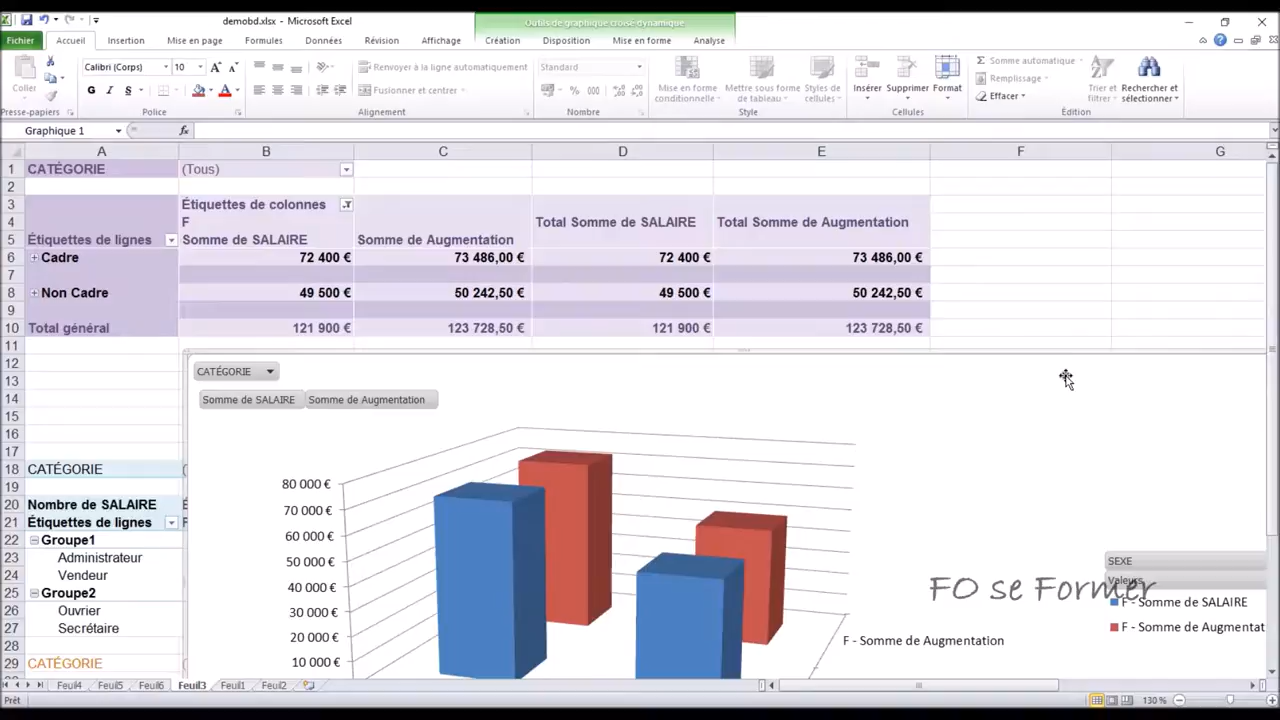 demobd.xlsx - Microsoft Excel
Outils de graphique croisé dynamique
Fichier Accueil Insertion Mise en page Formules Données Révision Affichage Création Disposition Mise en forme Analyse
Coller
Calibri (Corps) 10
G I S
Renvoyer à la ligne automatiquement
Fusionner et centrer
Standard
Mise en forme conditionnelle
Mettre sous forme de tableau
Styles de cellules
Insérer Supprimer Format
Somme automatique
Remplissage
Effacer
Trier et filtrer
Rechercher et sélectionner
Presse-papiers Police Alignement Nombre Cellules Édition
Graphique 1 fx
A B C D E F G
1 CATÉGORIE (Tous)
2
3 Étiquettes de colonnes
4 F Total Somme de SALAIRE Total Somme de Augmentation
5 Étiquettes de lignes Somme de SALAIRE Somme de Augmentation
6 Cadre 72 400 € 73 486,00 € 72 400 € 73 486,00 €
7
8 Non Cadre 49 500 € 50 242,50 € 49 500 € 50 242,50 €
9
10 Total général 121 900 € 123 728,50 € 121 900 € 123 728,50 €
11
12 CATÉGORIE
13
14 Somme de SALAIRE Somme de Augmentation
15
16
17
18 CATÉGORIE
19
20 Nombre de SALAIRE
21 Étiquettes de lignes
22 Groupe1
23 Administrateur
24 Vendeur
25 Groupe2
26 Ouvrier
27 Secrétaire
28
29 CATÉGORIE
80 000 €
70 000 €
60 000 €
50 000 €
40 000 €
30 000 €
20 000 €
10 000 €
F - Somme de Augmentation
SEXE
Valeurs
FO se Former
F - Somme de SALAIRE
F - Somme de Augmentat
Feuil4 Feuil5 Feuil6 Feuil3 Feuil1 Feuil2
Prêt 130 %